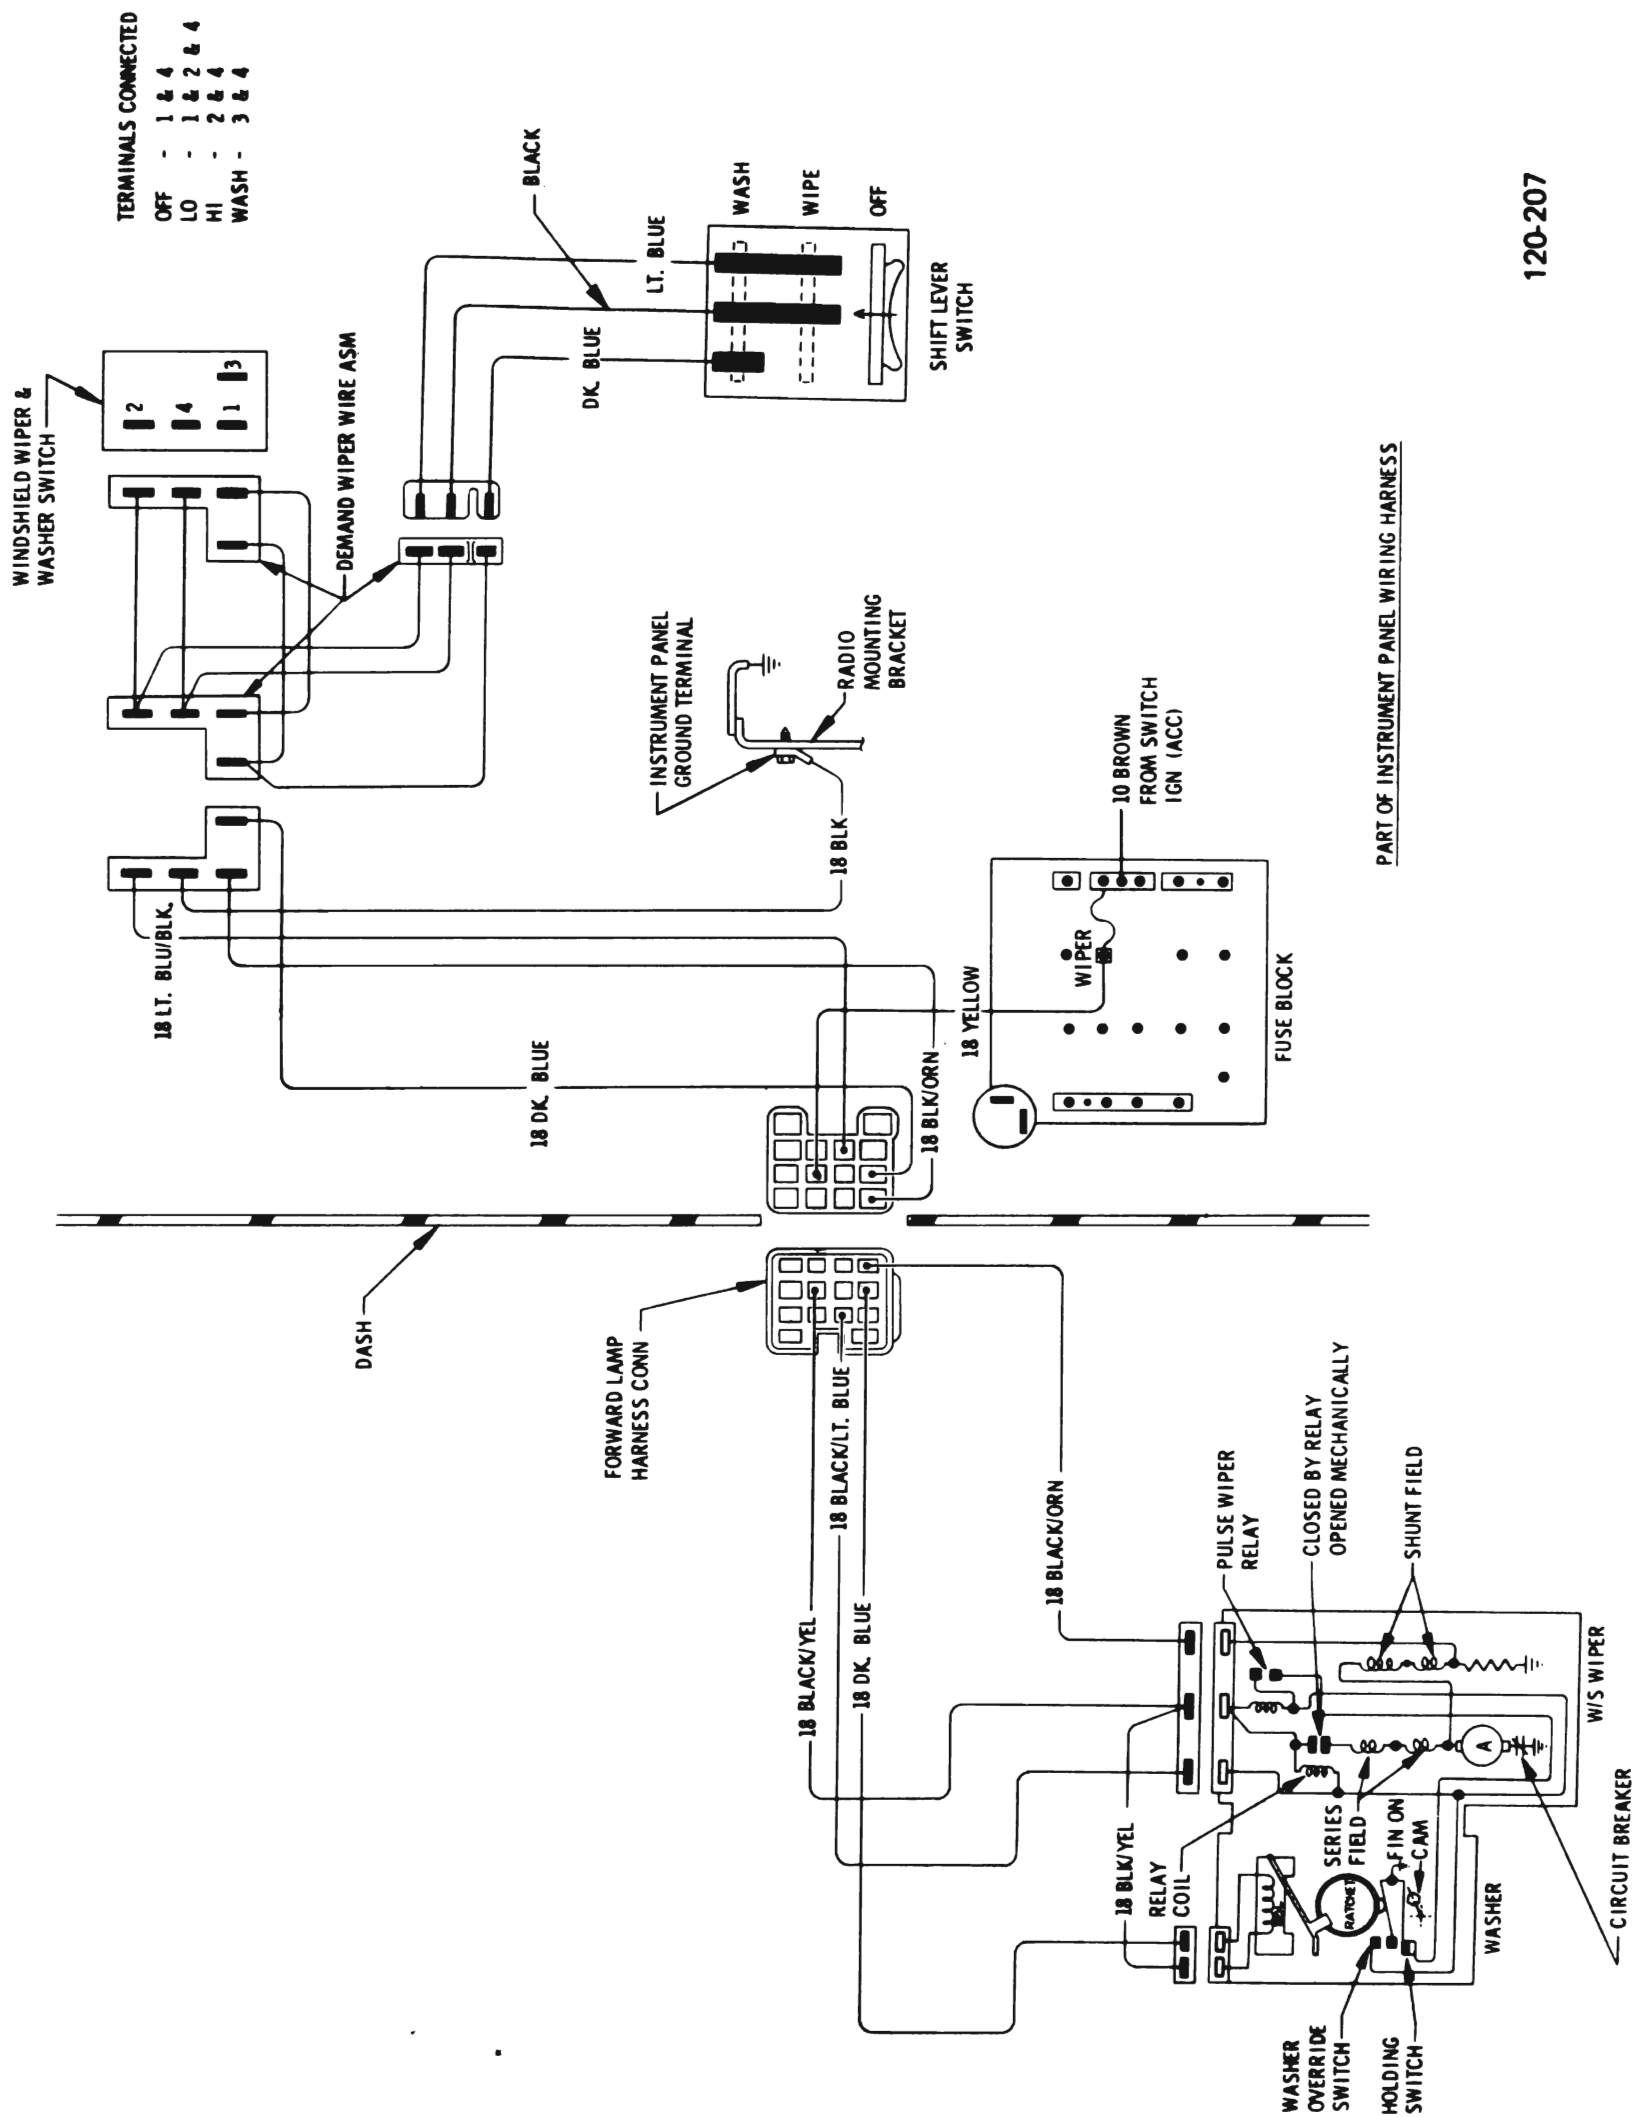 WINDSHIELD WIPER &
WASHER SWITCH
2
4
1
3
TERMINALS CONNECTED
OFF - 1 & 4
LO - 1 & 2 & 4
HI - 2 & 4
WASH - 3 & 4
DEMAND WIPER WIRE ASM
BLACK
LT. BLUE
DK. BLUE
WASH
WIPE
OFF
SHIFT LEVER
SWITCH
18 LT. BLU/BLK.
18 DK. BLUE
INSTRUMENT PANEL
GROUND TERMINAL
18 BLK
RADIO
MOUNTING
BRACKET
10 BROWN
FROM SWITCH
IGN (ACC)
WIPER
18 YELLOW
18 BLK/ORN
FUSE BLOCK
PART OF INSTRUMENT PANEL WIRING HARNESS
120-207
DASH
FORWARD LAMP
HARNESS CONN
18 BLACK/YEL
18 BLACK/LT. BLUE
18 DK. BLUE
18 BLACK/ORN
18 BLK/YEL
RELAY
COIL
PULSE WIPER
RELAY
CLOSED BY RELAY
OPENED MECHANICALLY
SHUNT FIELD
SERIES
FIELD
FIN ON
CAM
RATCHET
A
WASHER
OVERRIDE
SWITCH
HOLDING
SWITCH
WASHER
W/S WIPER
CIRCUIT BREAKER